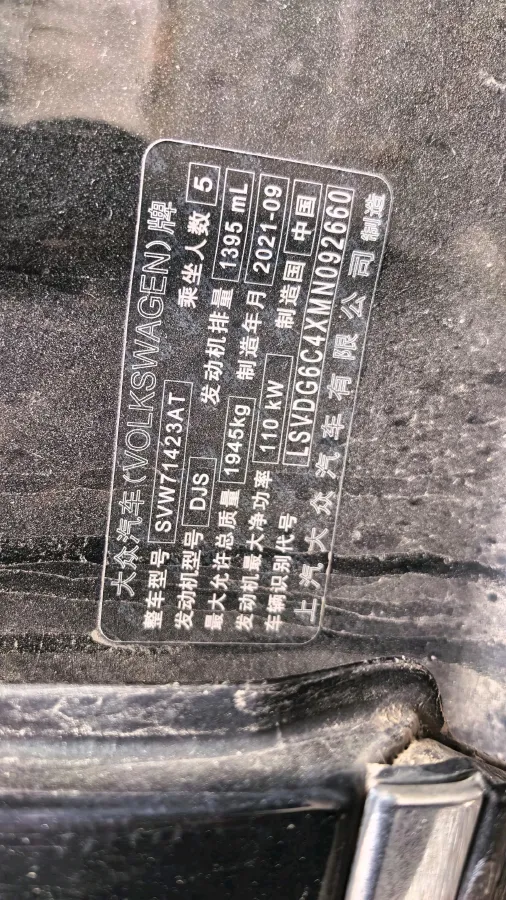 大众汽车(VOLKSWAGEN)牌
整车型号 SVW71423AT 乘坐人数 5
发动机型号 DJS 发动机排量 1395 mL
最大允许总质量 1945kg 制造年月 2021-09
发动机最大净功率 110 kW 制造国 中国
车辆识别代号 LSVDG6C4XMN092660
上汽大众汽车有限公司 制造